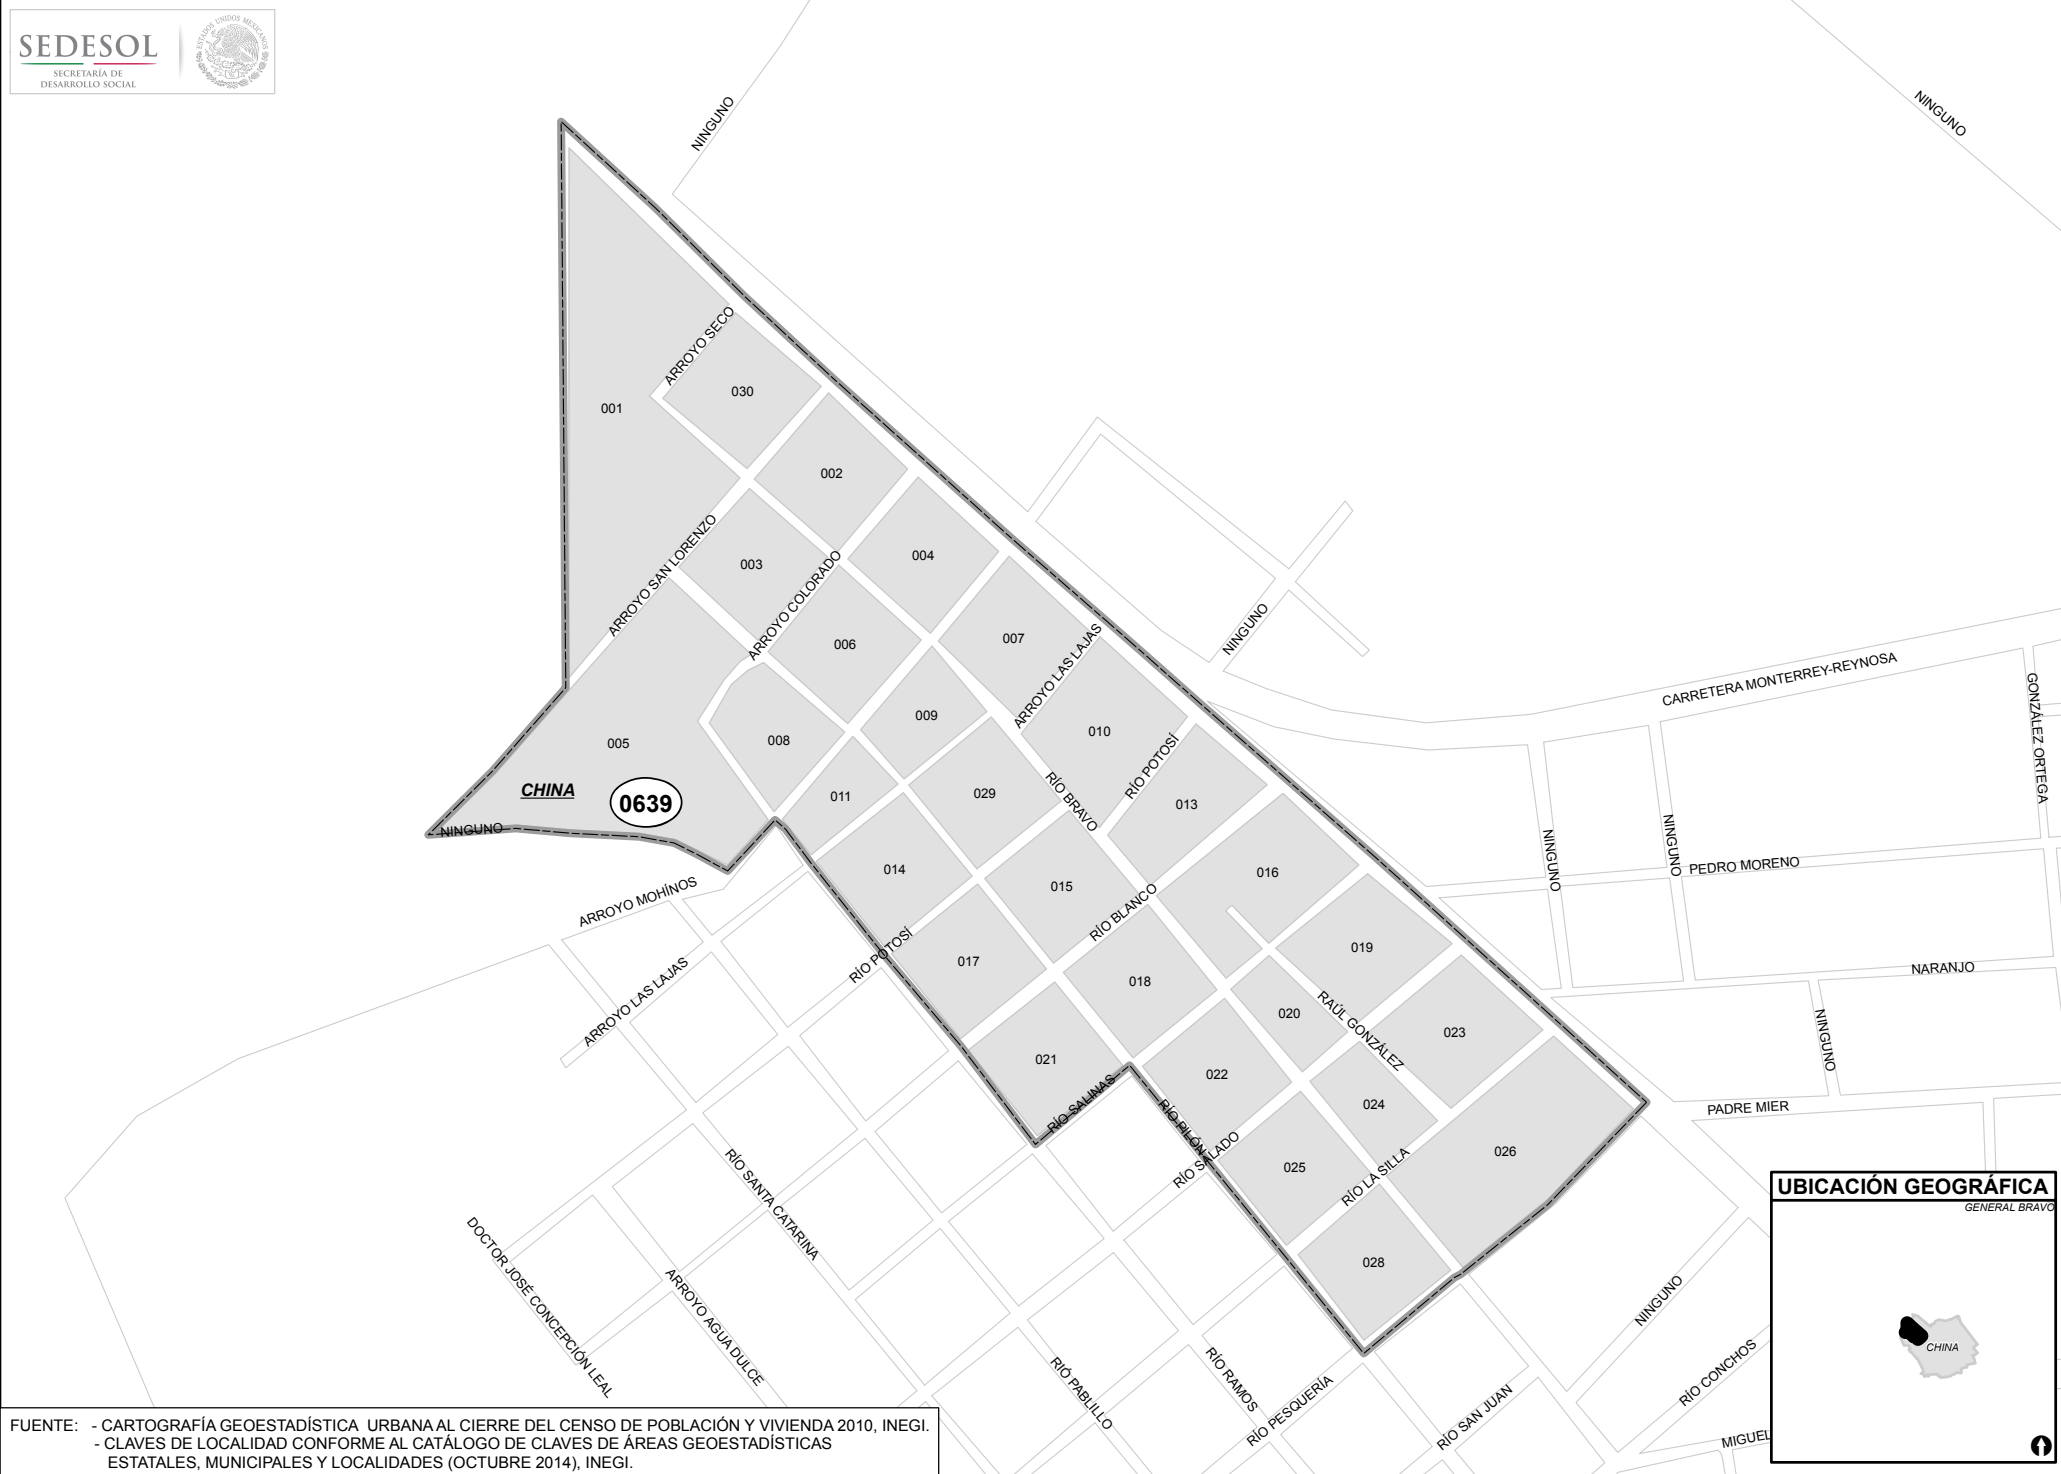 SEDESOL
SECRETARÍA DE
DESARROLLO SOCIAL
ESTADOS UNIDOS MEXICANOS
NINGUNO
NINGUNO
ARROYO SECO
030
001
002
ARROYO SAN LORENZO
003
ARROYO COLORADO
004
006
007
ARROYO LAS LAJAS
NINGUNO
CARRETERA MONTERREY-REYNOSA
GONZÁLEZ ORTEGA
005
008
009
010
RÍO POTOSÍ
CHINA
0639
011
029
RÍO BRAVO
013
NINGUNO
NINGUNO
NINGUNO
PEDRO MORENO
014
015
016
ARROYO MOHÍNOS
RÍO BLANCO
RÍO POTOSÍ
017
018
019
NARANJO
ARROYO LAS LAJAS
020
RAÚL GONZÁLEZ
023
NINGUNO
021
022
024
RÍO SALINAS
RÍO PILÓN
PADRE MIER
RÍO SALADO
025
RÍO LA SILLA
026
RÍO SANTA CATARINA
DOCTOR JOSÉ CONCEPCIÓN LEAL
ARROYO AGUA DULCE
028
NINGUNO
RIÓ PABLILLO
RÍO RAMOS
RÍO PESQUERÍA
RÍO SAN JUAN
RÍO CONCHOS
MIGUEL
UBICACIÓN GEOGRÁFICA
GENERAL BRAVO
CHINA
FUENTE: - CARTOGRAFÍA GEOESTADÍSTICA URBANA AL CIERRE DEL CENSO DE POBLACIÓN Y VIVIENDA 2010, INEGI.
- CLAVES DE LOCALIDAD CONFORME AL CATÁLOGO DE CLAVES DE ÁREAS GEOESTADÍSTICAS
ESTATALES, MUNICIPALES Y LOCALIDADES (OCTUBRE 2014), INEGI.